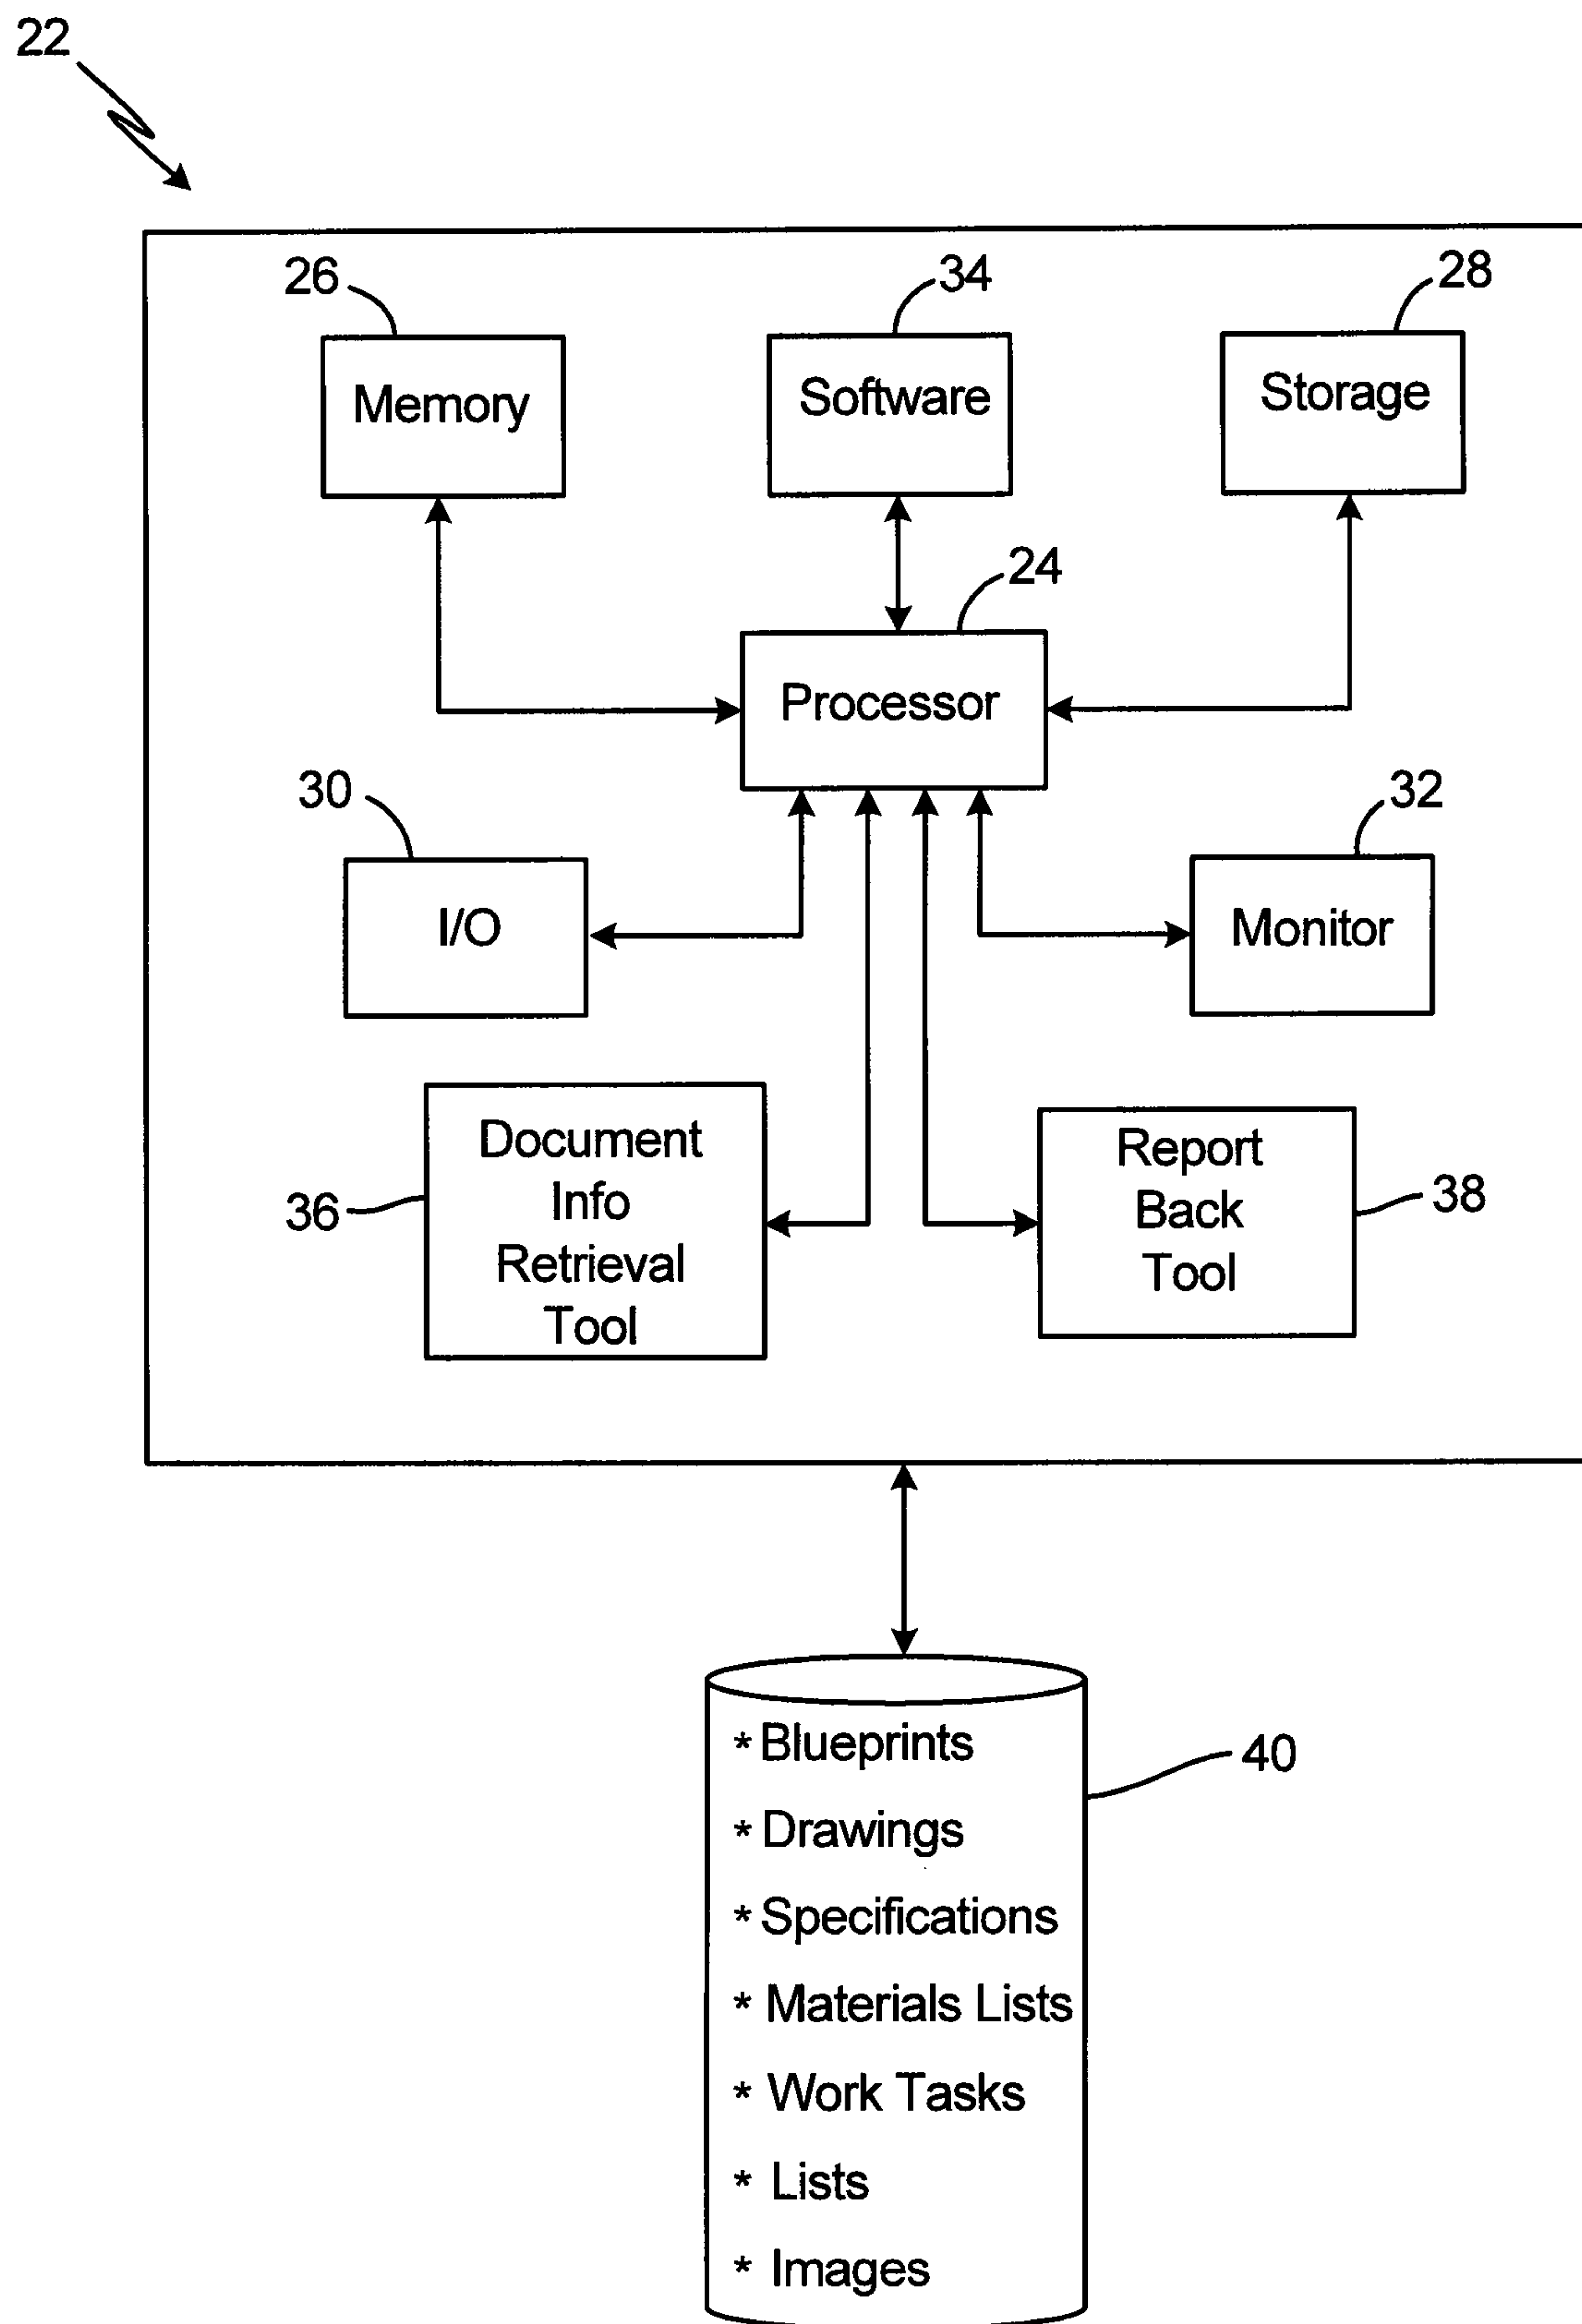 22
26
34
28
Memory
Software
Storage
24
Processor
30
32
I/O
Monitor
Document
Info
Retrieval
Tool
36
Report
Back
Tool
38
* Blueprints
40
* Drawings
* Specifications
* Materials Lists
* Work Tasks
* Lists
* Images